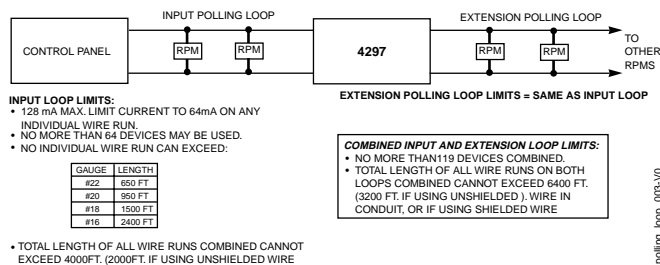 INPUT POLLING LOOP
EXTENSION POLLING LOOP
CONTROL PANEL
RPM
RPM
4297
RPM
RPM
TO
OTHER
RPMS
EXTENSION POLLING LOOP LIMITS = SAME AS INPUT LOOP
INPUT LOOP LIMITS:
• 128 mA MAX. LIMIT CURRENT TO 64mA ON ANY
INDIVIDUAL WIRE RUN.
• NO MORE THAN 64 DEVICES MAY BE USED.
• NO INDIVIDUAL WIRE RUN CAN EXCEED:
GAUGE LENGTH
#22 650 FT
#20 950 FT
#18 1500 FT
#16 2400 FT
• TOTAL LENGTH OF ALL WIRE RUNS COMBINED CANNOT
EXCEED 4000FT. (2000FT. IF USING UNSHIELDED WIRE
COMBINED INPUT AND EXTENSION LOOP LIMITS:
• NO MORE THAN119 DEVICES COMBINED.
• TOTAL LENGTH OF ALL WIRE RUNS ON BOTH
LOOPS COMBINED CANNOT EXCEED 6400 FT.
(3200 FT. IF USING UNSHIELDED ). WIRE IN
CONDUIT, OR IF USING SHIELDED WIRE
polling_loop_003-V0